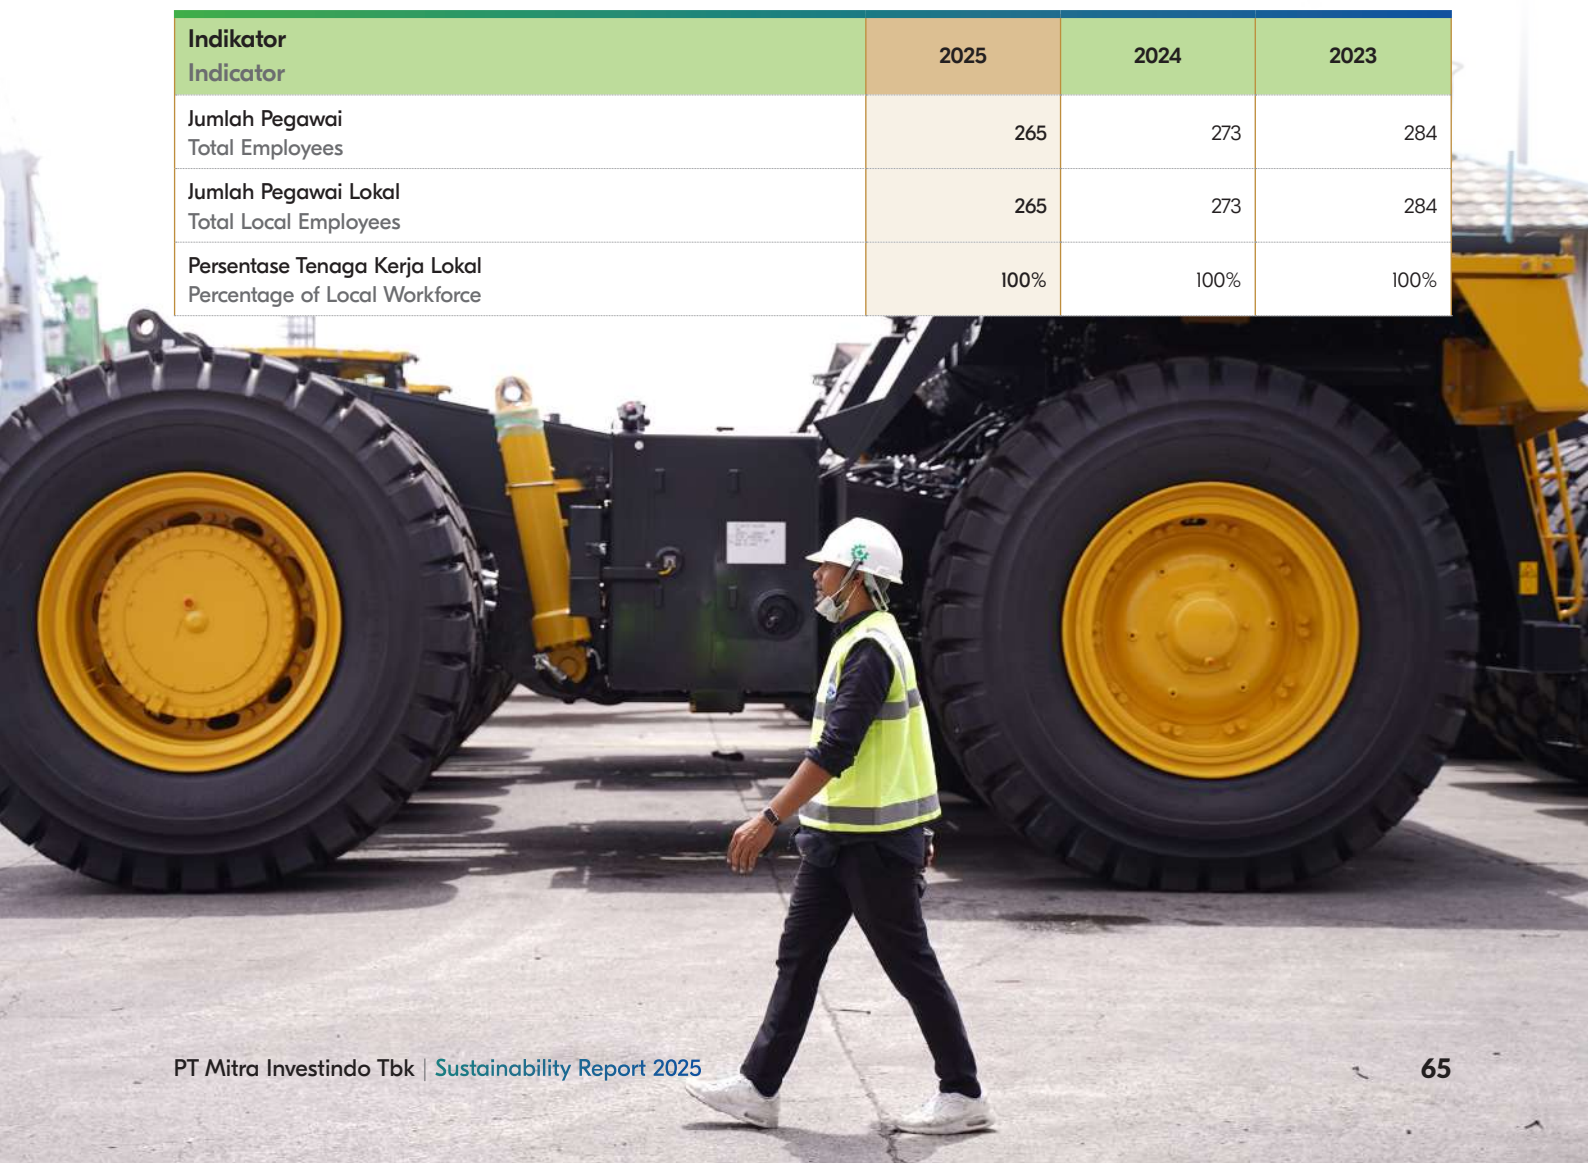 Indikator
Indicator
2025 2024 2023
Jumlah Pegawai
Total Employees
265 273 284
Jumlah Pegawai Lokal
Total Local Employees
265 273 284
Persentase Tenaga Kerja Lokal
Percentage of Local Workforce
100% 100% 100%
PT Mitra Investindo Tbk | Sustainability Report 2025 65